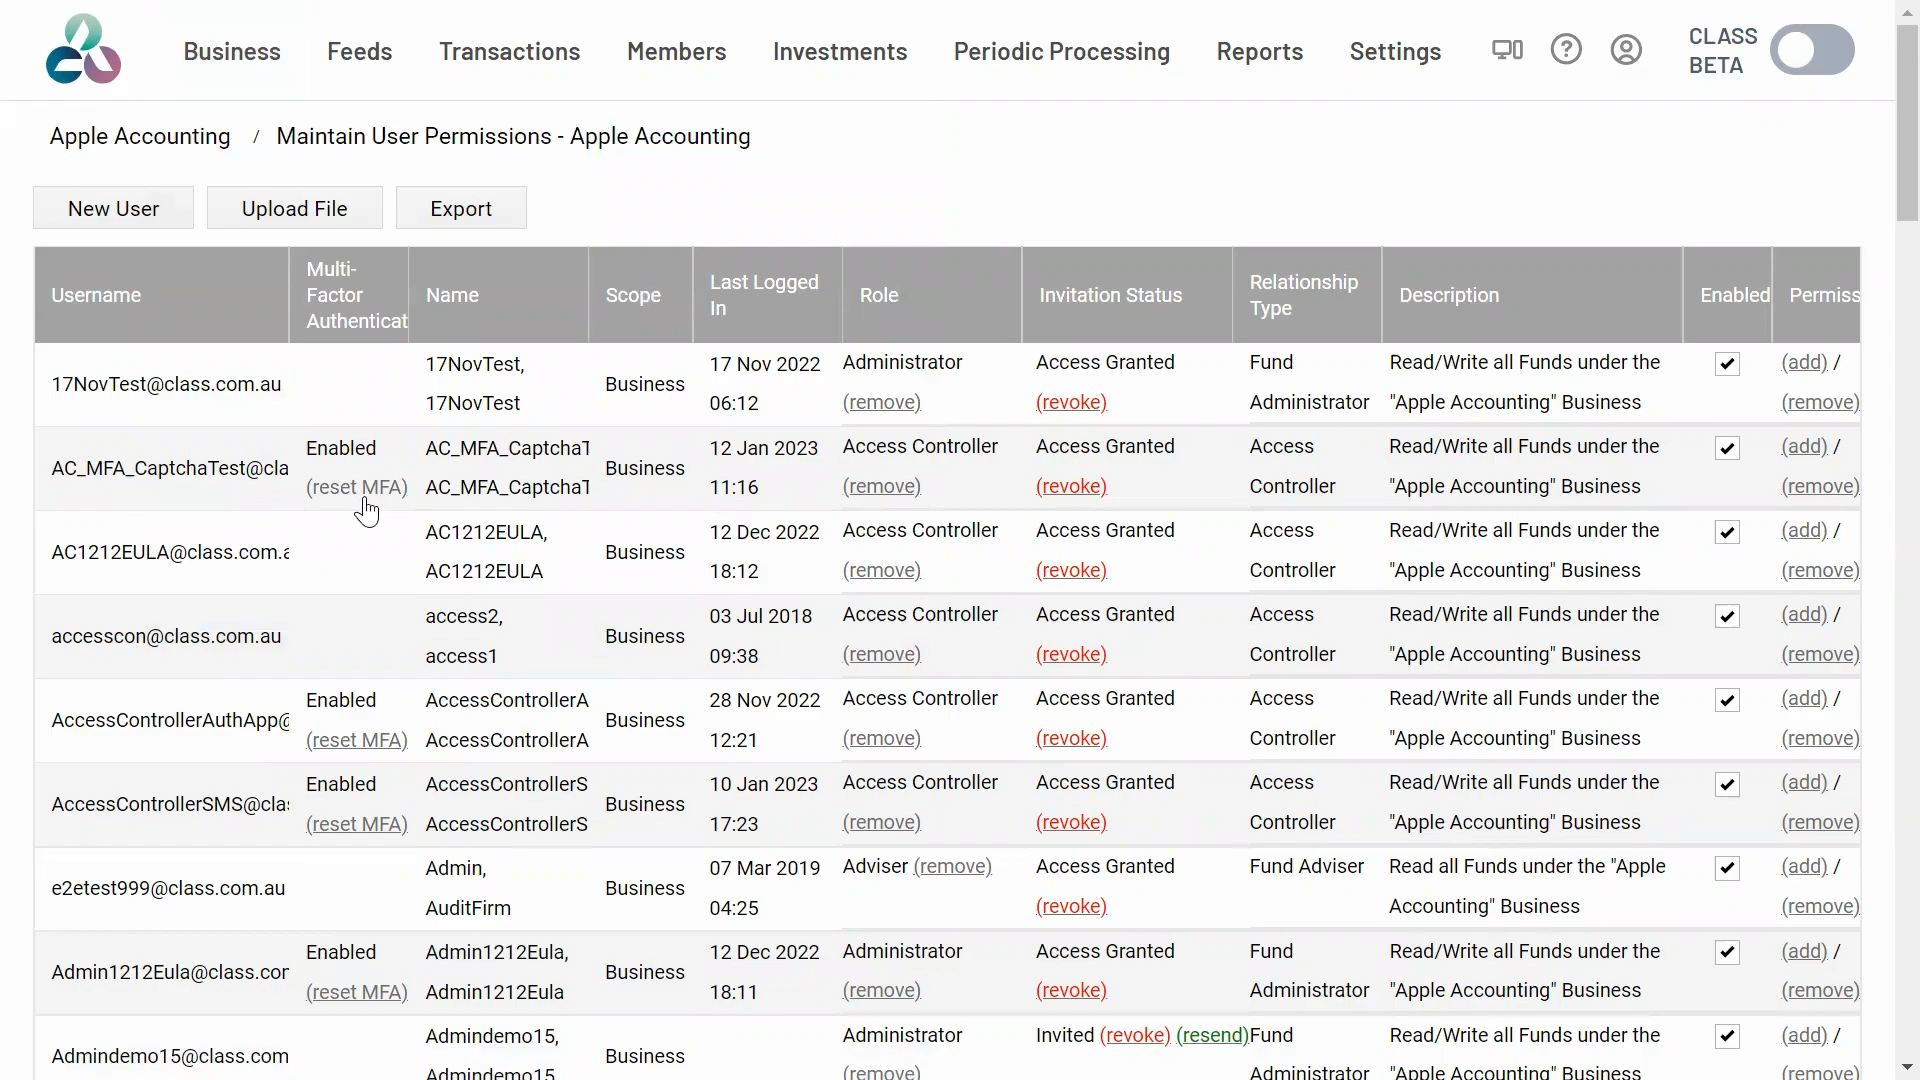 Business Feeds Transactions Members Investments Periodic Processing Reports Settings CLASS BETA
Apple Accounting / Maintain User Permissions - Apple Accounting
New User Upload File Export
Username Multi-Factor Authenticat Name Scope Last Logged In Role Invitation Status Relationship Type Description Enabled Permiss
17NovTest@class.com.au 17NovTest, Business 17 Nov 2022 Administrator Access Granted Fund Read/Write all Funds under the (add) /
17NovTest 06:12 (remove) (revoke) Administrator "Apple Accounting" Business (remove)
AC_MFA_CaptchaTest@cla Enabled AC_MFA_CaptchaT Business 12 Jan 2023 Access Controller Access Granted Access Read/Write all Funds under the (add) /
(reset MFA) AC_MFA_CaptchaT 11:16 (remove) (revoke) Controller "Apple Accounting" Business (remove)
AC1212EULA@class.com.a AC1212EULA, Business 12 Dec 2022 Access Controller Access Granted Access Read/Write all Funds under the (add) /
AC1212EULA 18:12 (remove) (revoke) Controller "Apple Accounting" Business (remove)
accesscon@class.com.au access2, Business 03 Jul 2018 Access Controller Access Granted Access Read/Write all Funds under the (add) /
access1 09:38 (remove) (revoke) Controller "Apple Accounting" Business (remove)
AccessControllerAuthApp@ Enabled AccessControllerA Business 28 Nov 2022 Access Controller Access Granted Access Read/Write all Funds under the (add) /
(reset MFA) AccessControllerA 12:21 (remove) (revoke) Controller "Apple Accounting" Business (remove)
AccessControllerSMS@clas Enabled AccessControllerS Business 10 Jan 2023 Access Controller Access Granted Access Read/Write all Funds under the (add) /
(reset MFA) AccessControllerS 17:23 (remove) (revoke) Controller "Apple Accounting" Business (remove)
e2etest999@class.com.au Admin, Business 07 Mar 2019 Adviser (remove) Access Granted Fund Adviser Read all Funds under the "Apple (add) /
AuditFirm 04:25 (revoke) Accounting" Business (remove)
Admin1212Eula@class.com Enabled Admin1212Eula, Business 12 Dec 2022 Administrator Access Granted Fund Read/Write all Funds under the (add) /
(reset MFA) Admin1212Eula 18:11 (remove) (revoke) Administrator "Apple Accounting" Business (remove)
Admindemo15@class.com Admindemo15, Business Administrator Invited (revoke) (resend) Fund Read/Write all Funds under the (add) /
Admindemo15 (remove) Administrator "Apple Accounting" Business (remove)